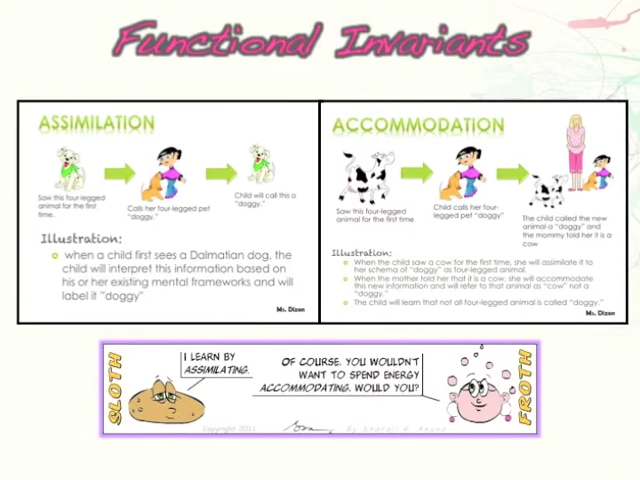 Functional Invariants
ASSIMILATION
Saw this four-legged
animal for the first
time.
Calls her four-legged pet
"doggy."
Child will call this a
"doggy."
Illustration:
when a child first sees a Dalmatian dog, the
child will interpret this information based on
his or her existing mental frameworks and will
label it "doggy"
Ms. Dizon
ACCOMMODATION
Saw this four-legged
animal for the first time
Child calls her four-
legged pet "doggy"
The child called the new
animal a "doggy" and
the mommy told her it is a
cow
Illustration:
When the child saw a cow for the first time, she will assimilate it to
her schema of "doggy" as four-legged animal.
When the mother told her that it is a cow, she will accommodate
this new information and will refer to that animal as "cow" not a
"doggy."
The child will learn that not all four-legged animal is called "doggy."
Ms. Dizon
SLOTH
I LEARN BY
ASSIMILATING.
OF COURSE. YOU WOULDN'T
WANT TO SPEND ENERGY
ACCOMMODATING. WOULD YOU?
FROTH
Copyright 2011